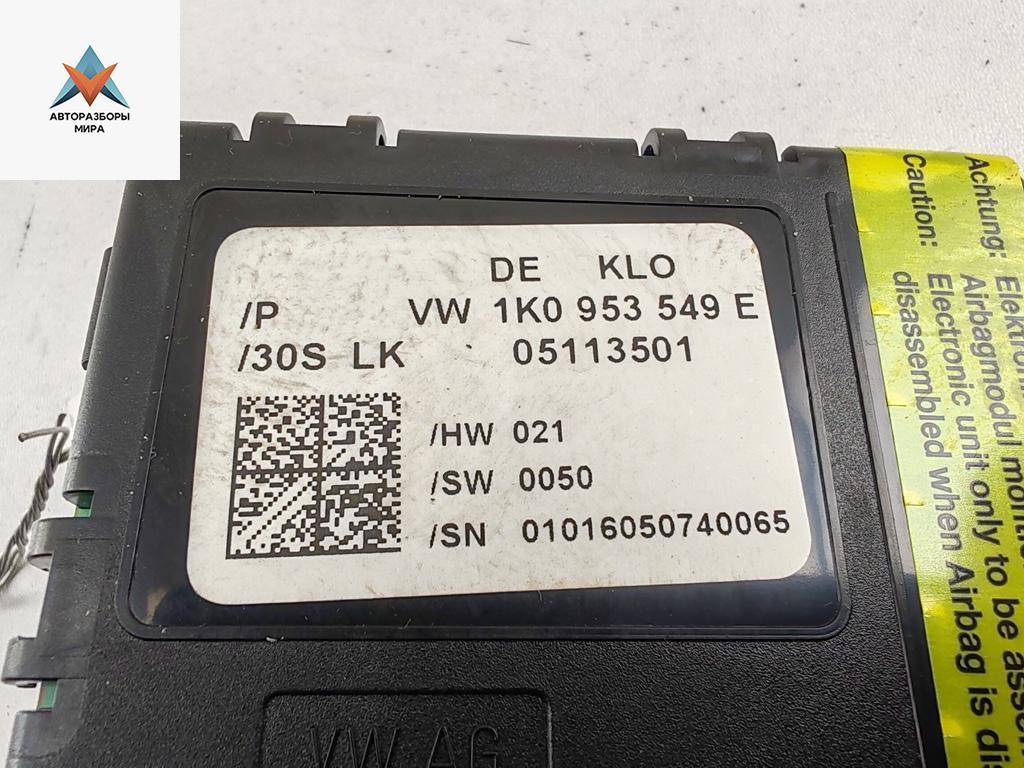 АВТОРАЗБОРЫ
МИРА
DE KLO
/P VW 1K0 953 549 E
/30S LK 05113501
/HW 021
/SW 0050
/SN 01016050740065
VW AG
Achtung:
Airbagmodul
Caution: Electronic unit only to be
disassembled when Airbag is